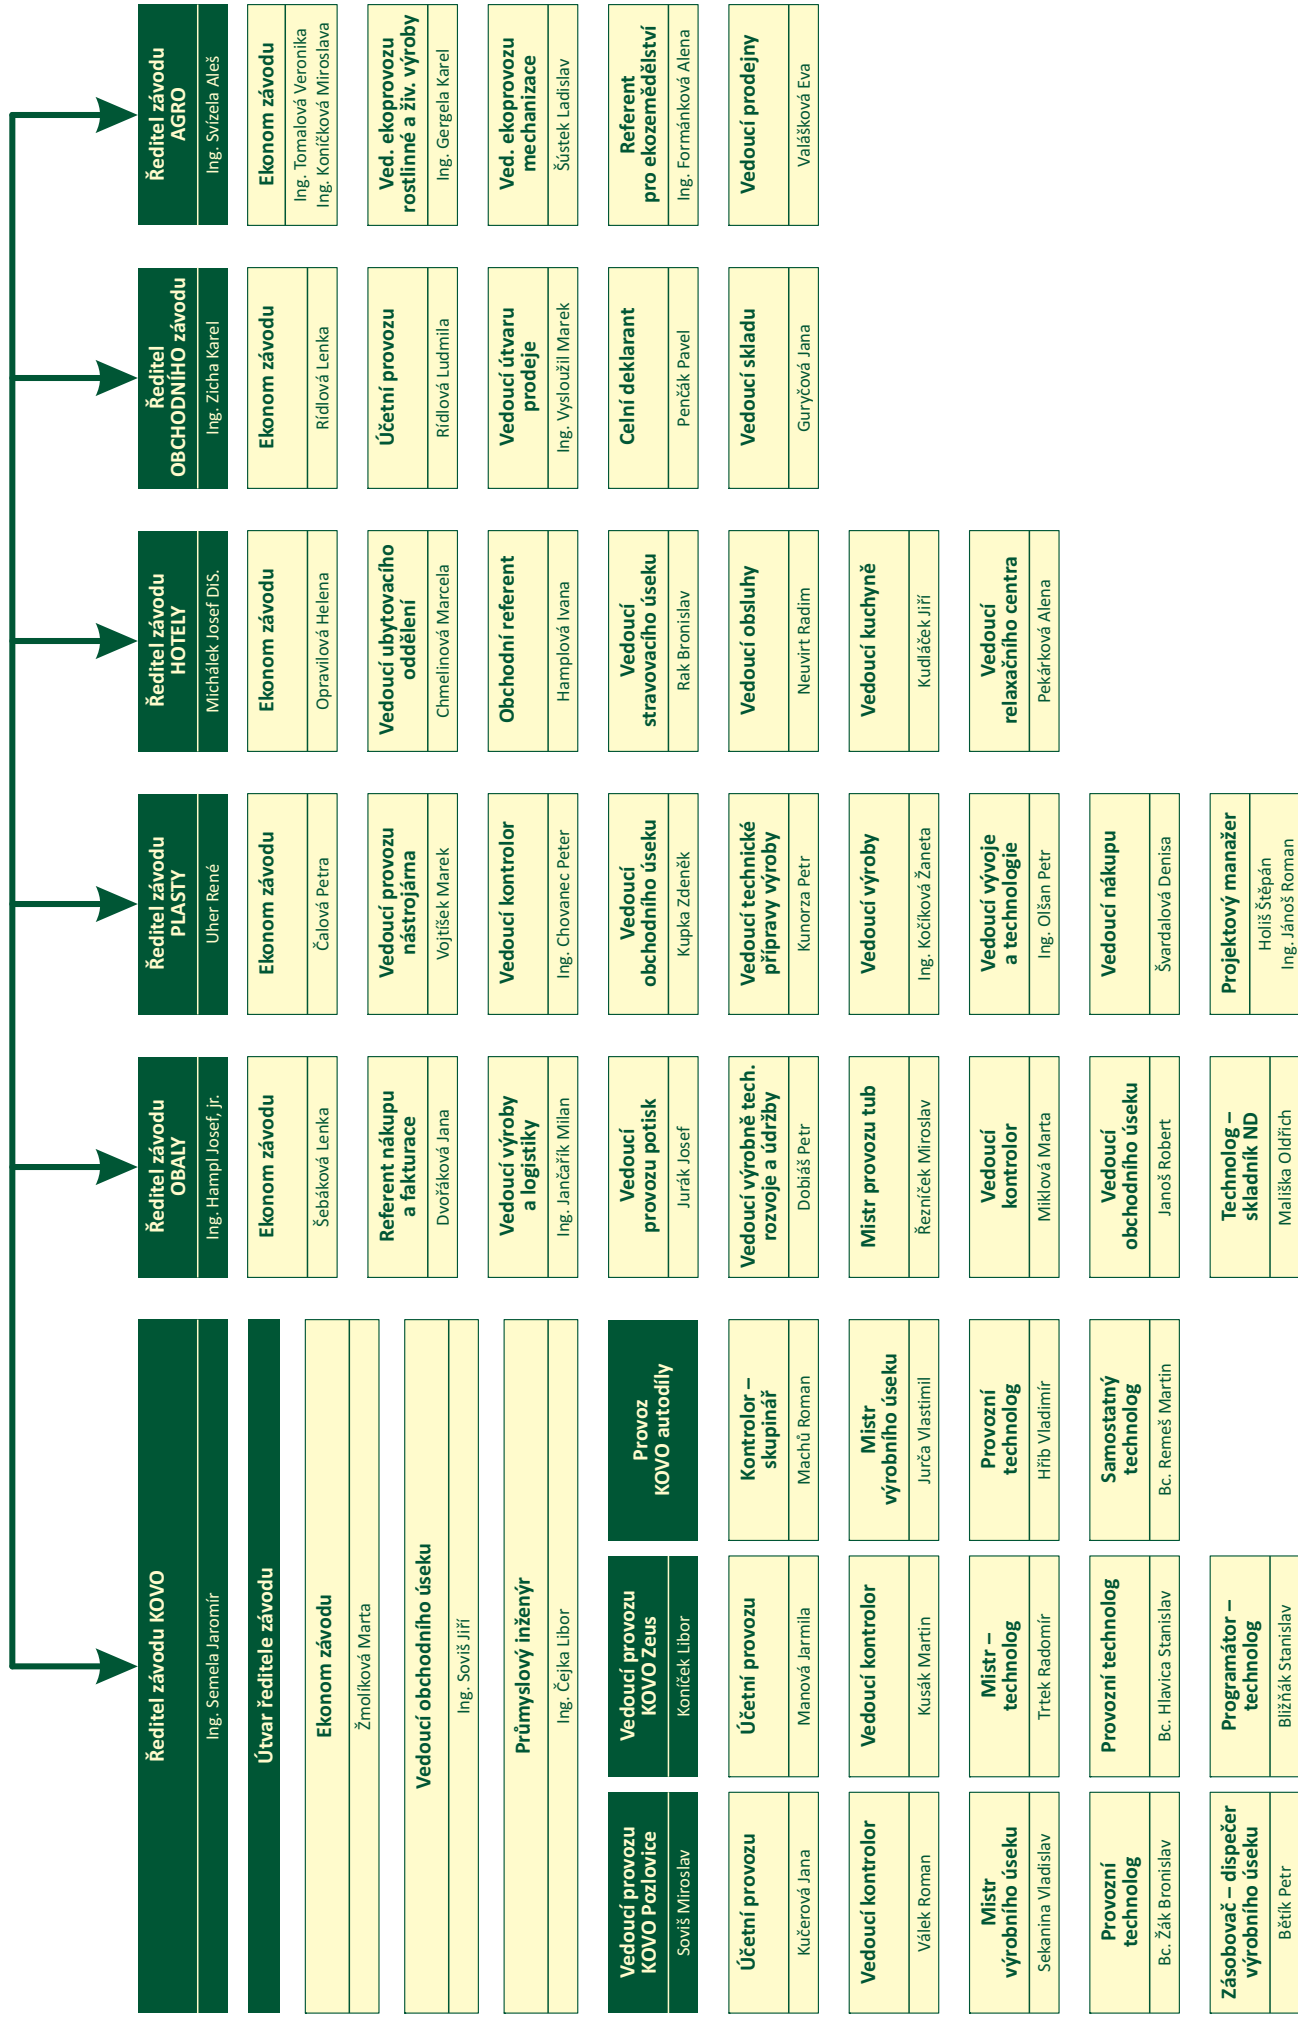 Ředitel závodu KOVO
Ing. Semela Jaromír
Útvar ředitele závodu
Ekonom závodu
Žmolíková Marta
Vedoucí obchodního úseku
Ing. Soviš Jiří
Průmyslový inženýr
Ing. Čejka Libor
Vedoucí provozu
KOVO Pozlovice
Soviš Miroslav
Účetní provozu
Kučerová Jana
Vedoucí kontrolor
Válek Roman
Mistr
výrobního úseku
Sekanina Vladislav
Provozní
technolog
Bc. Žák Bronislav
Zásobovač – dispečer
výrobního úseku
Bětík Petr
Vedoucí provozu
KOVO Zeus
Koníček Libor
Účetní provozu
Manová Jarmila
Vedoucí kontrolor
Kusák Martin
Mistr –
technolog
Trtek Radomír
Provozní technolog
Bc. Hlavica Stanislav
Programátor –
technolog
Bližňák Stanislav
Provoz
KOVO autodíly
Kontrolor –
skupinář
Machů Roman
Mistr
výrobního úseku
Jurča Vlastimil
Provozní
technolog
Hřib Vladimír
Samostatný
technolog
Bc. Remeš Martin
Ředitel závodu
OBALY
Ing. Hampl Josef, jr.
Ekonom závodu
Šebáková Lenka
Referent nákupu
a fakturace
Dvořáková Jana
Vedoucí výroby
a logistiky
Ing. Jančařík Milan
Vedoucí
provozu potisk
Jurák Josef
Vedoucí výrobně tech.
rozvoje a údržby
Dobiáš Petr
Mistr provozu tub
Řezníček Miroslav
Vedoucí
kontrolor
Miklová Marta
Vedoucí
obchodního úseku
Janoš Robert
Technolog –
skladník ND
Mališka Oldřich
Ředitel závodu
PLASTY
Uher René
Ekonom závodu
Čalová Petra
Vedoucí provozu
nástrojárna
Vojtíšek Marek
Vedoucí kontrolor
Ing. Chovanec Peter
Vedoucí
obchodního úseku
Kupka Zdeněk
Vedoucí technické
přípravy výroby
Kunorza Petr
Vedoucí výroby
Ing. Kočíková Žaneta
Vedoucí vývoje
a technologie
Ing. Olšan Petr
Vedoucí nákupu
Švardalová Denisa
Projektový manažer
Holiš Štěpán
Ing. Jánoš Roman
Ředitel závodu
HOTELY
Michálek Josef DiS.
Ekonom závodu
Opravilová Helena
Vedoucí ubytovacího
oddělení
Chmelinová Marcela
Obchodní referent
Hamplová Ivana
Vedoucí
stravovacího úseku
Rak Bronislav
Vedoucí obsluhy
Neuvirt Radim
Vedoucí kuchyně
Kudláček Jiří
Vedoucí
relaxačního centra
Pekárková Alena
Ředitel
OBCHODNÍHO závodu
Ing. Zicha Karel
Ekonom závodu
Rídlová Lenka
Účetní provozu
Rídlová Ludmila
Vedoucí útvaru
prodeje
Ing. Vysloužil Marek
Celní deklarant
Penčák Pavel
Vedoucí skladu
Guryčová Jana
Ředitel závodu
AGRO
Ing. Svízela Aleš
Ekonom závodu
Ing. Tomalová Veronika
Ing. Koníčková Miroslava
Ved. ekoprovozu
rostlinné a živ. výroby
Ing. Gergela Karel
Ved. ekoprovozu
mechanizace
Šústek Ladislav
Referent
pro ekozemědělství
Ing. Formánková Alena
Vedoucí prodejny
Valášková Eva